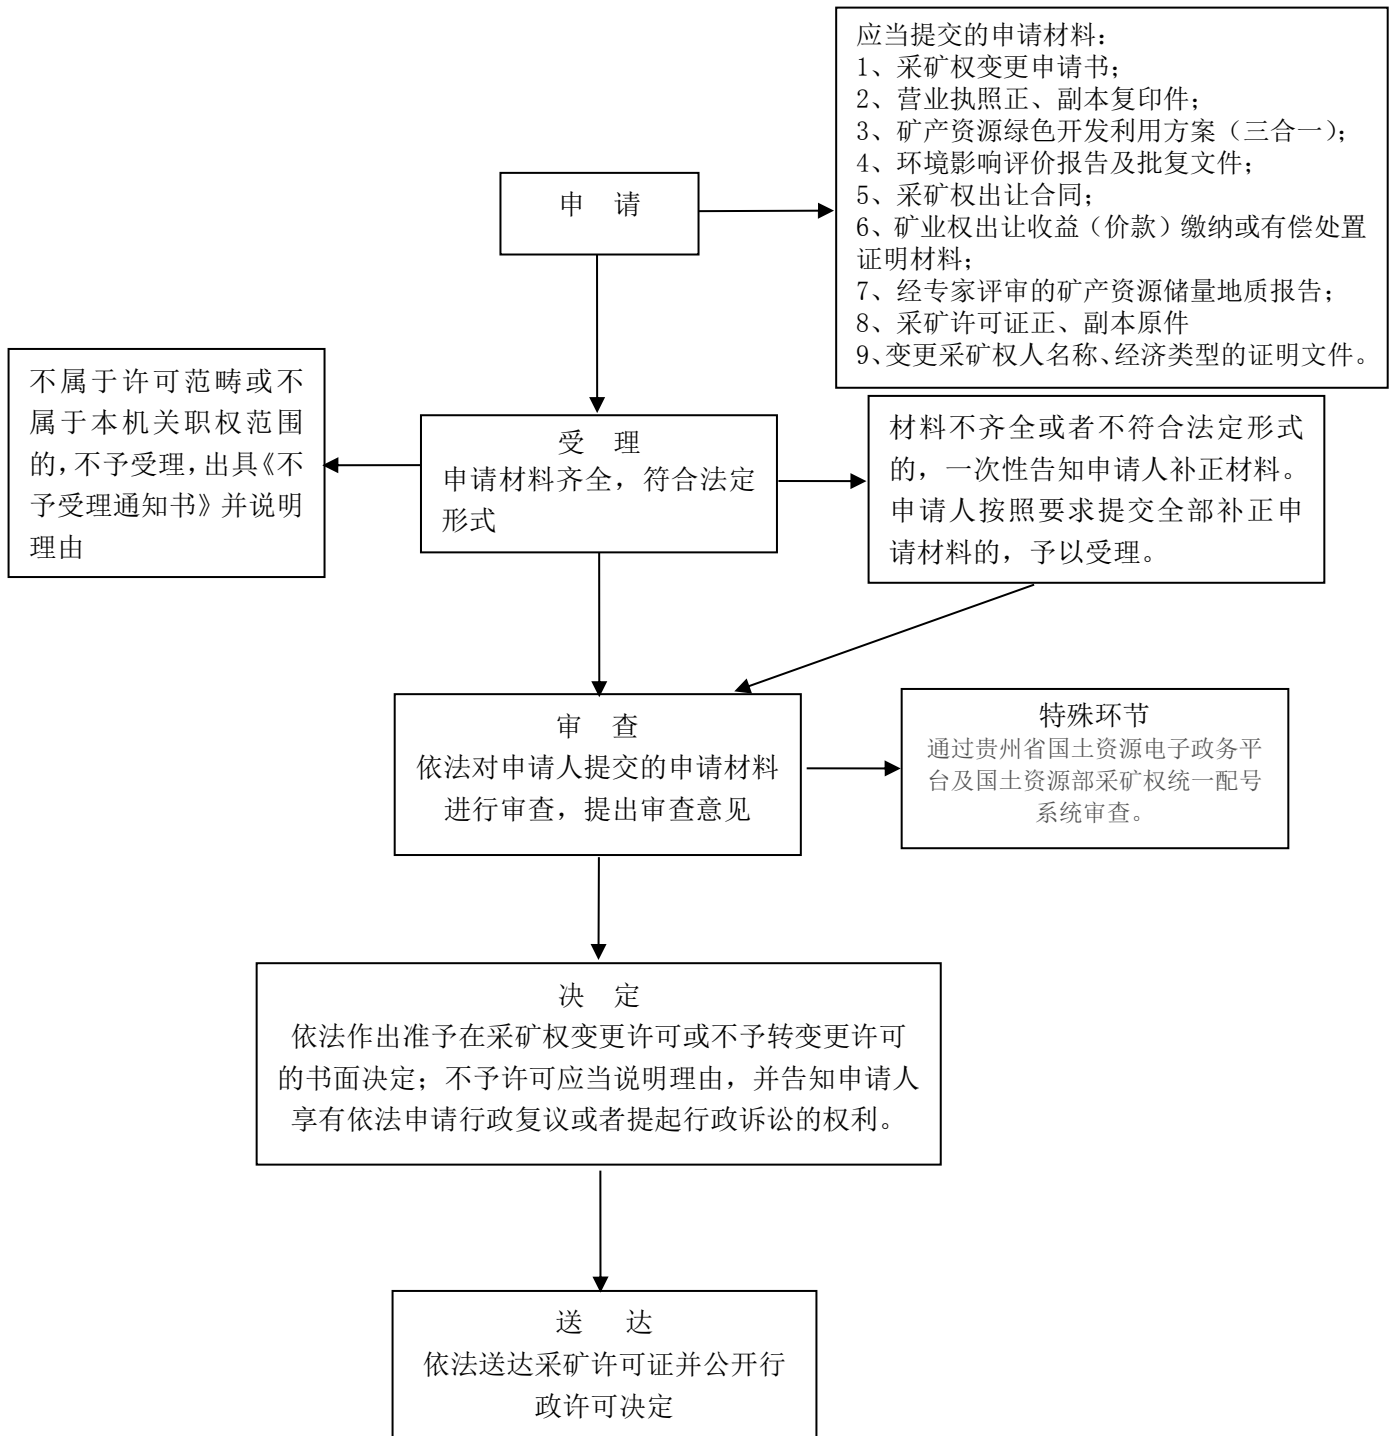 应当提交的申请材料：
1、采矿权变更申请书；
2、营业执照正、副本复印件；
3、矿产资源绿色开发利用方案（三合一）；
4、环境影响评价报告及批复文件；
5、采矿权出让合同；
6、矿业权出让收益（价款）缴纳或有偿处置
证明材料；
7、经专家评审的矿产资源储量地质报告；
8、采矿许可证正、副本原件
9、变更采矿权人名称、经济类型的证明文件。
申 请
不属于许可范畴或不
属于本机关职权范围
的，不予受理，出具《不
予受理通知书》并说明
理由
受 理
申请材料齐全，符合法定
形式
材料不齐全或者不符合法定形式
的，一次性告知申请人补正材料。
申请人按照要求提交全部补正申
请材料的，予以受理。
审 查
依法对申请人提交的申请材料
进行审查，提出审查意见
特殊环节
通过贵州省国土资源电子政务平
台及国土资源部采矿权统一配号
系统审查。
决 定
依法作出准予在采矿权变更许可或不予转变更许可
的书面决定；不予许可应当说明理由，并告知申请人
享有依法申请行政复议或者提起行政诉讼的权利。
送 达
依法送达采矿许可证并公开行
政许可决定